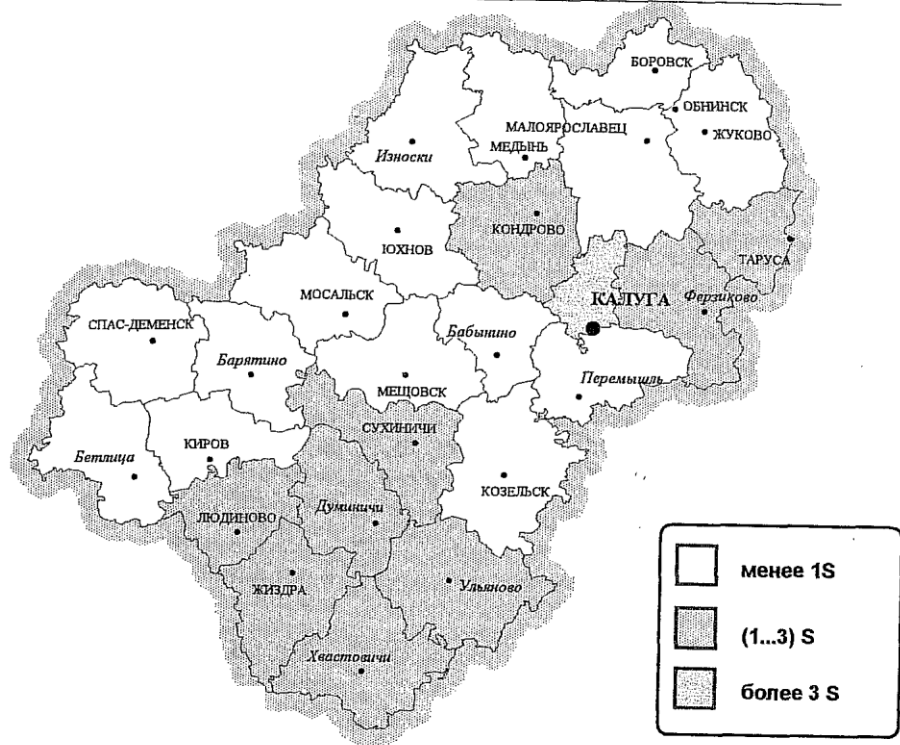 БОРОВСК
ОБНИНСК
МАЛОЯРОСЛАВЕЦ
ЖУКОВО
МЕДЫНЬ
Износки
КОНДРОВО
ЮХНОВ
ТАРУСА
МОСАЛЬСК
КАЛУГА
Ферзиково
СПАС-ДЕМЕНСК
Барятино
Бабынино
МЕЩОВСК
Перемышль
СУХИНИЧИ
КИРОВ
Бетлица
КОЗЕЛЬСК
Думиничи
ЛЮДИНОВО
ЖИЗДРА
Ульяново
Хвастовичи
менее 1S
(1...3) S
более 3 S